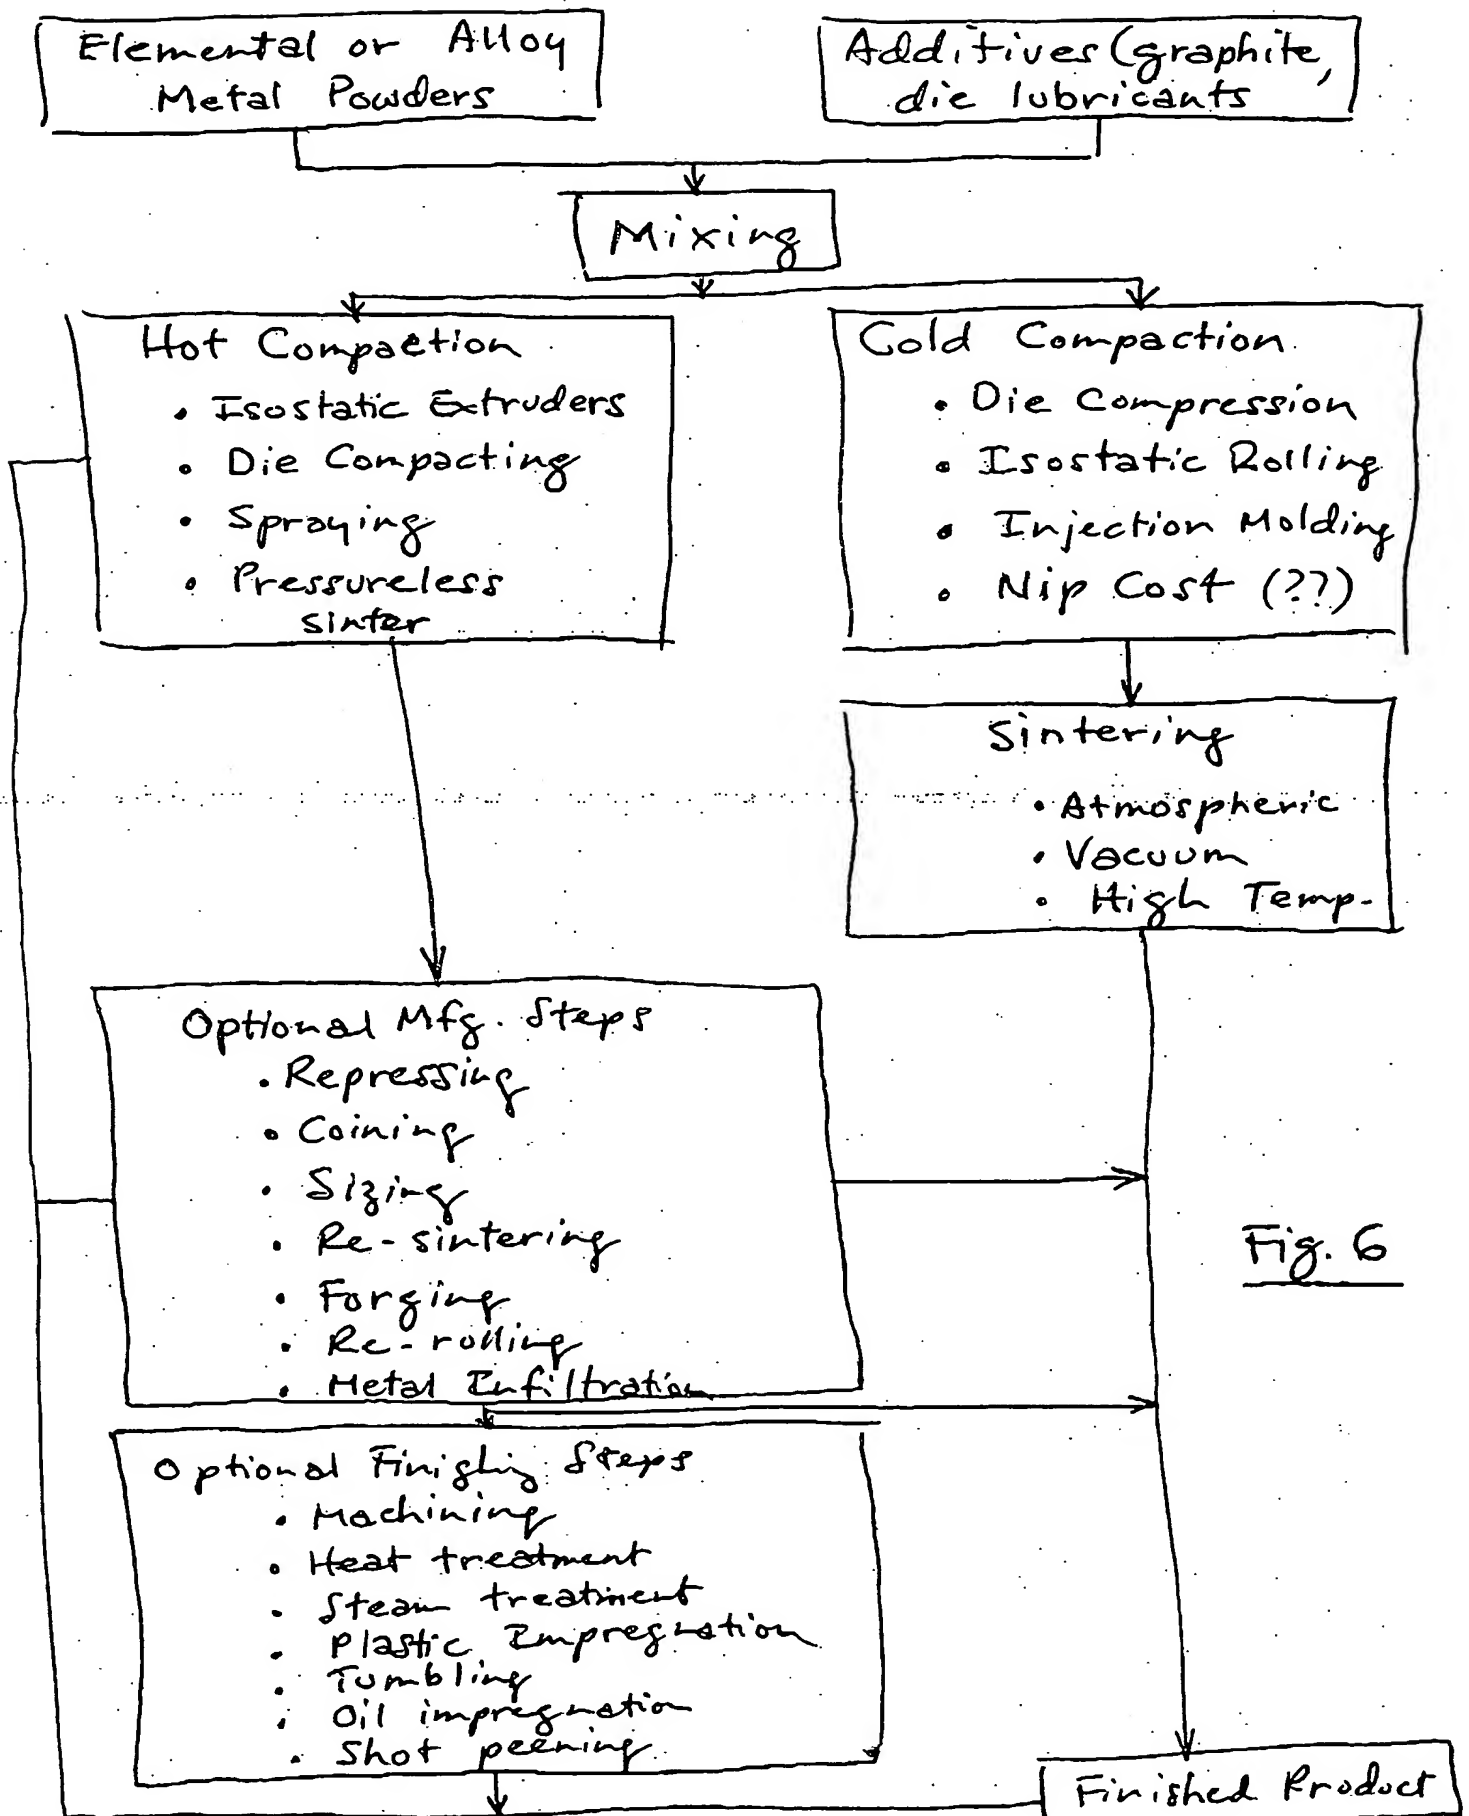 Elemental or Alloy
Metal Powders
Additives (graphite,
die lubricants
Mixing
Hot Compaction
• Isostatic Extruders
• Die Compacting
• Spraying
• Pressureless
sinter
Cold Compaction
• Die Compression
• Isostatic Rolling
• Injection Molding
• Nip Cost (??)
Sintering
• Atmospheric
• Vacuum
• High Temp.
Optional Mfg. Steps
• Repressing
• Coining
• Sizing
• Re-sintering
• Forging
• Re-rolling
• Metal Infiltration
Fig. 6
Optional Finishig Steps
• Machining
• Heat treatment
• Steam treatment
• Plastic Impregnation
• Tumbling
• Oil impregnation
• Shot peening
Finished Product